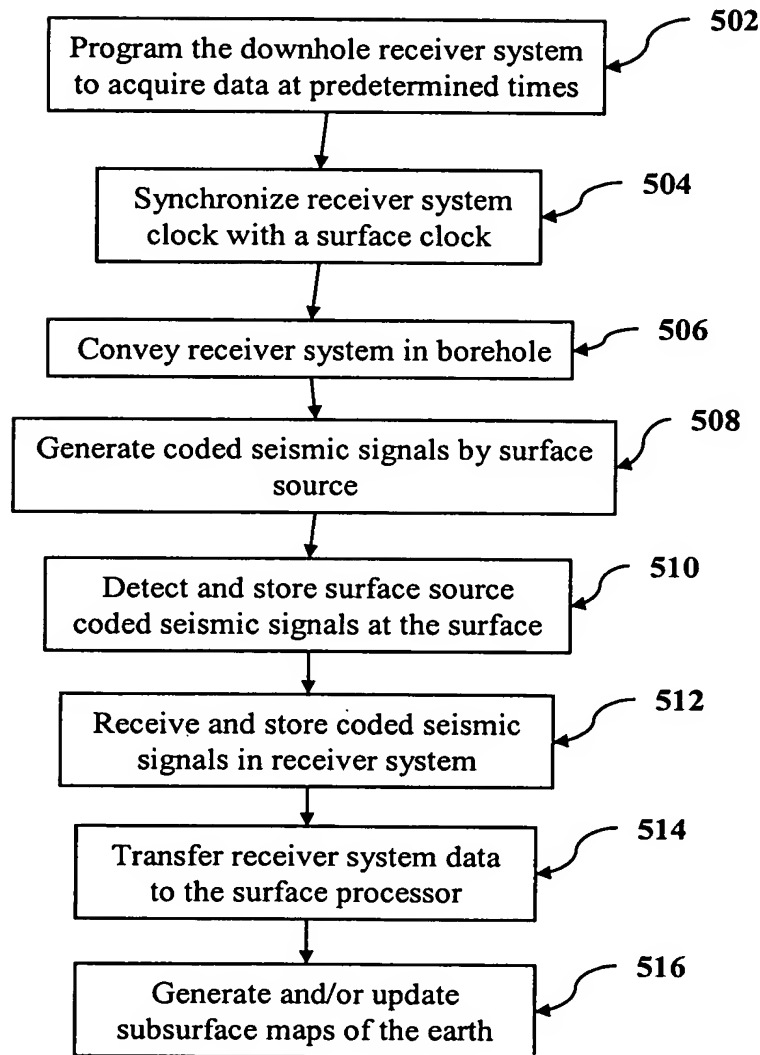 502
Program the downhole receiver system
to acquire data at predetermined times
504
Synchronize receiver system
clock with a surface clock
506
Convey receiver system in borehole
508
Generate coded seismic signals by surface
source
510
Detect and store surface source
coded seismic signals at the surface
512
Receive and store coded seismic
signals in receiver system
514
Transfer receiver system data
to the surface processor
516
Generate and/or update
subsurface maps of the earth